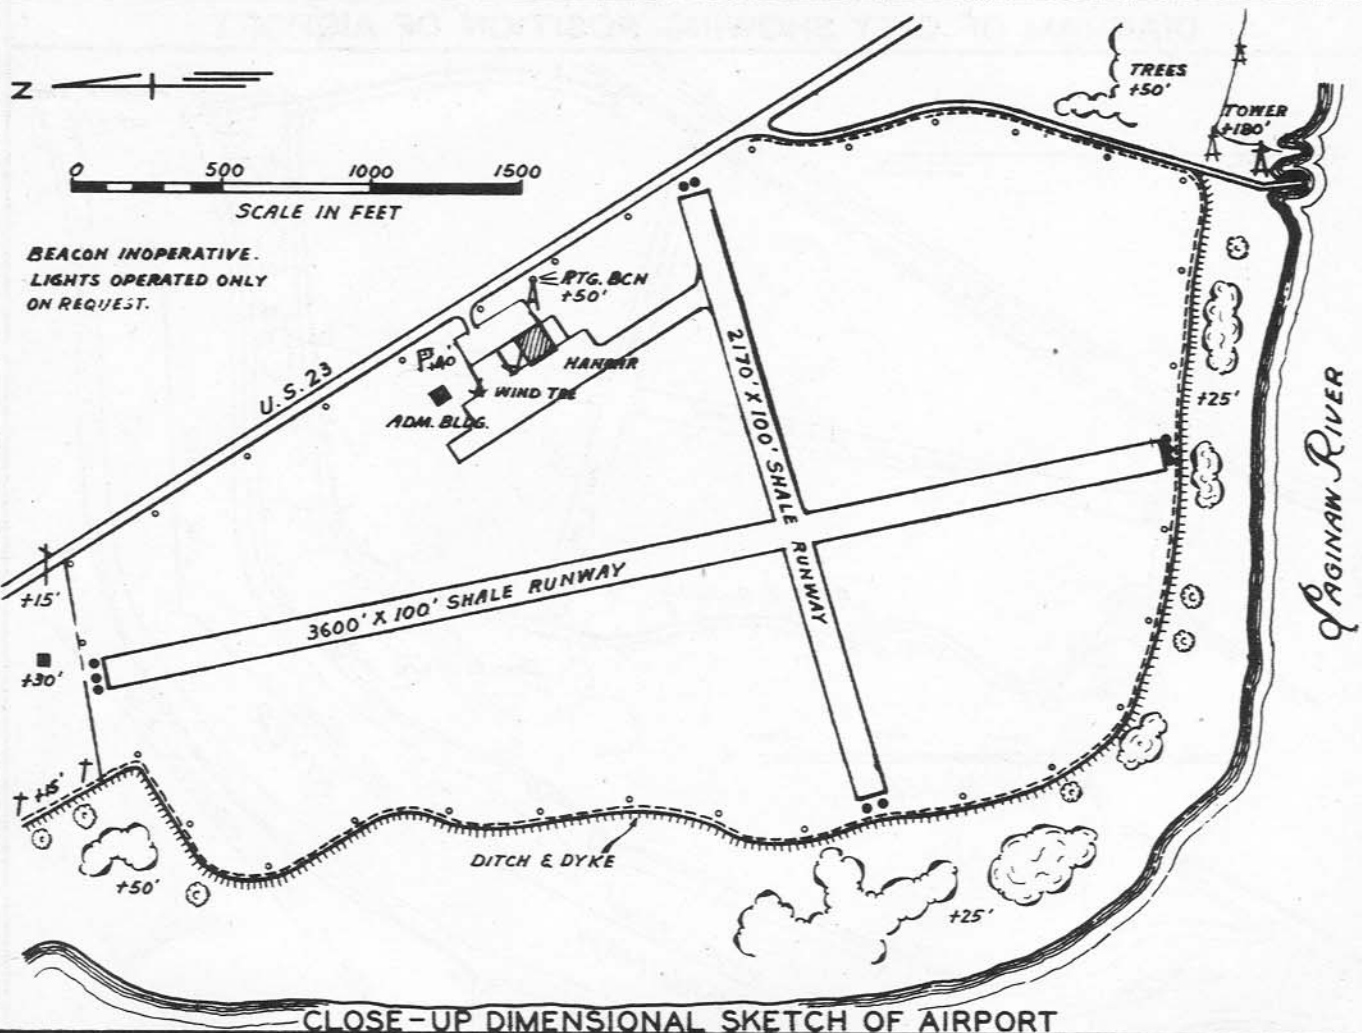 TREES
+50'
TOWER
+180'
N
0 500 1000 1500
SCALE IN FEET
BEACON INOPERATIVE.
LIGHTS OPERATED ONLY
ON REQUEST.
RTG. BCN
+50'
+40'
HANGAR
WIND TEE
ADM. BLDG.
U.S. 23
2170' X 100' SHALE RUNWAY
+25'
SAGINAW RIVER
3600' X 100' SHALE RUNWAY
+15'
P
+30'
+15'
C
C
C
C
C
C
+50'
DITCH & DYKE
+25'
CLOSE-UP DIMENSIONAL SKETCH OF AIRPORT